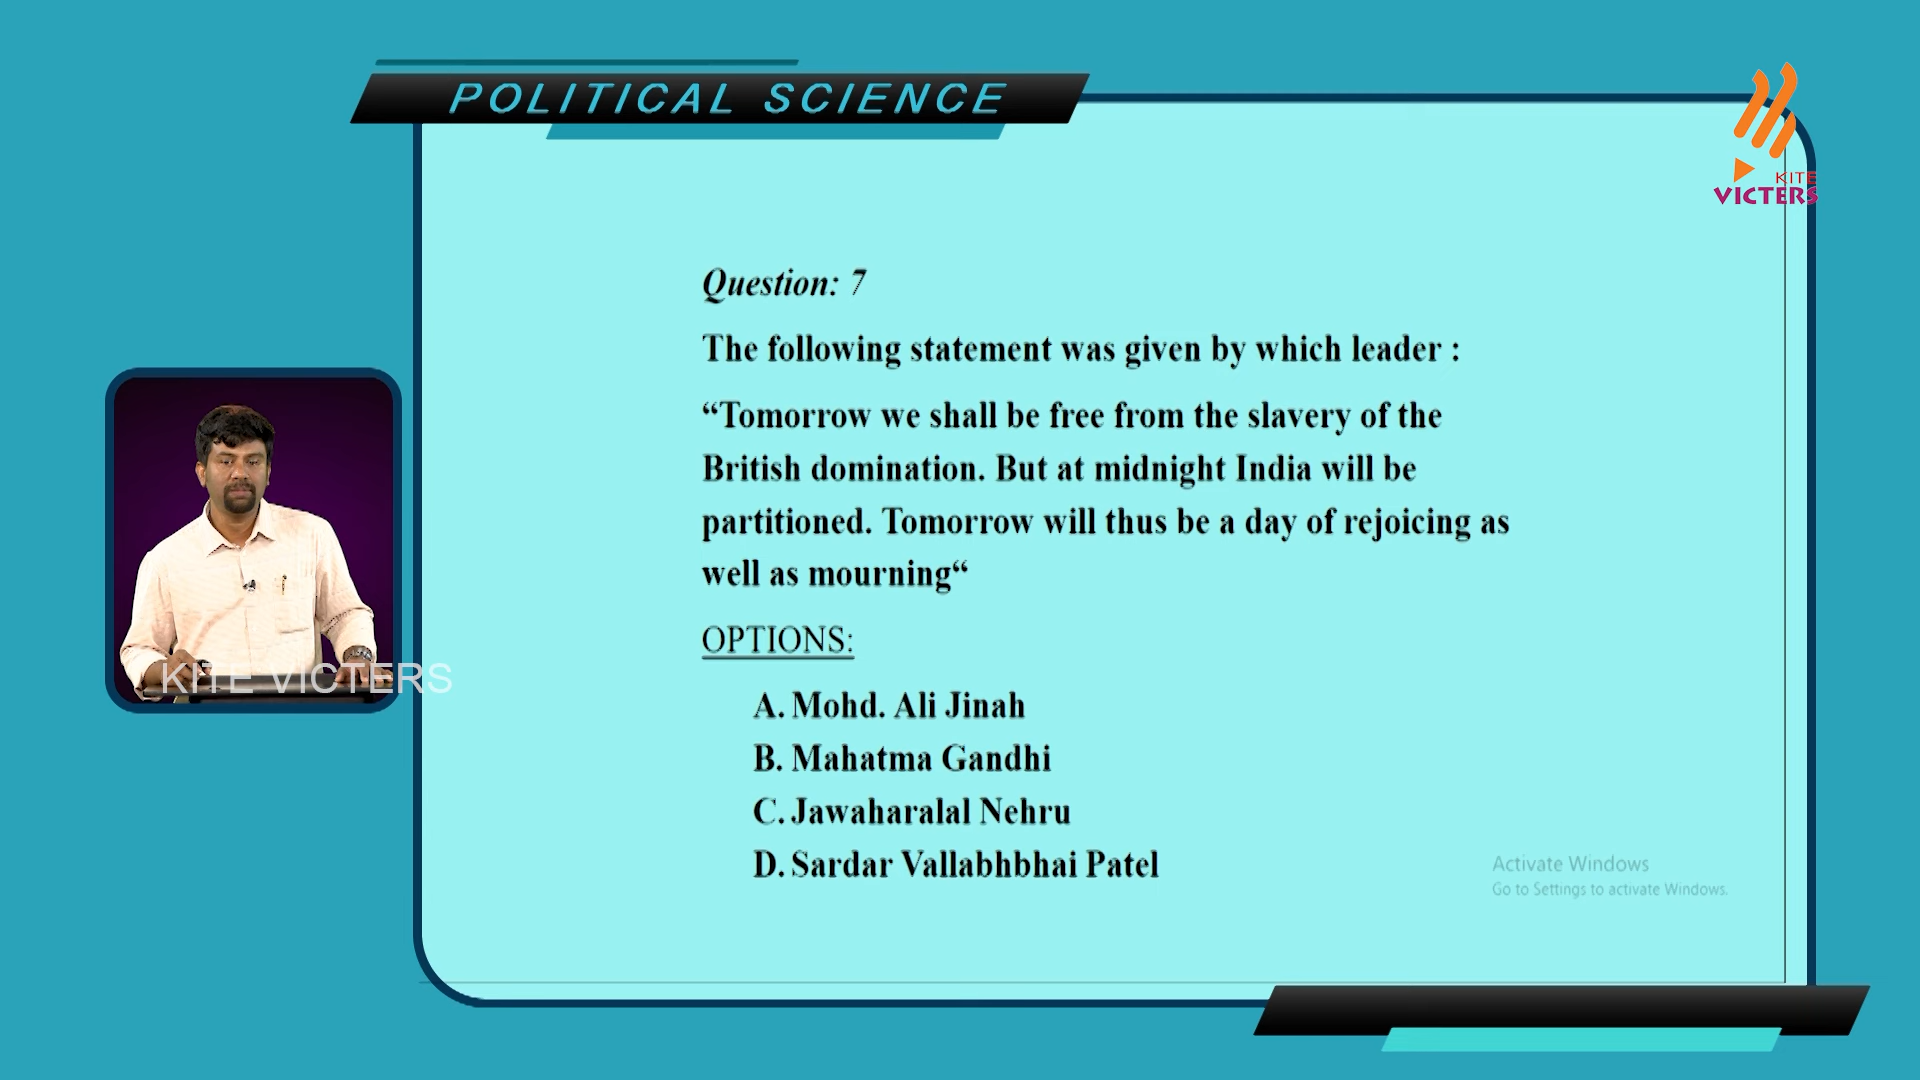 POLITICAL SCIENCE
KITE
VICTERS
Question: 7
The following statement was given by which leader :
“Tomorrow we shall be free from the slavery of the
British domination. But at midnight India will be
partitioned. Tomorrow will thus be a day of rejoicing as
well as mourning“
OPTIONS:
A. Mohd. Ali Jinah
B. Mahatma Gandhi
C. Jawaharalal Nehru
D. Sardar Vallabhbhai Patel
KITE VICTERS
Activate Windows
Go to Settings to activate Windows.